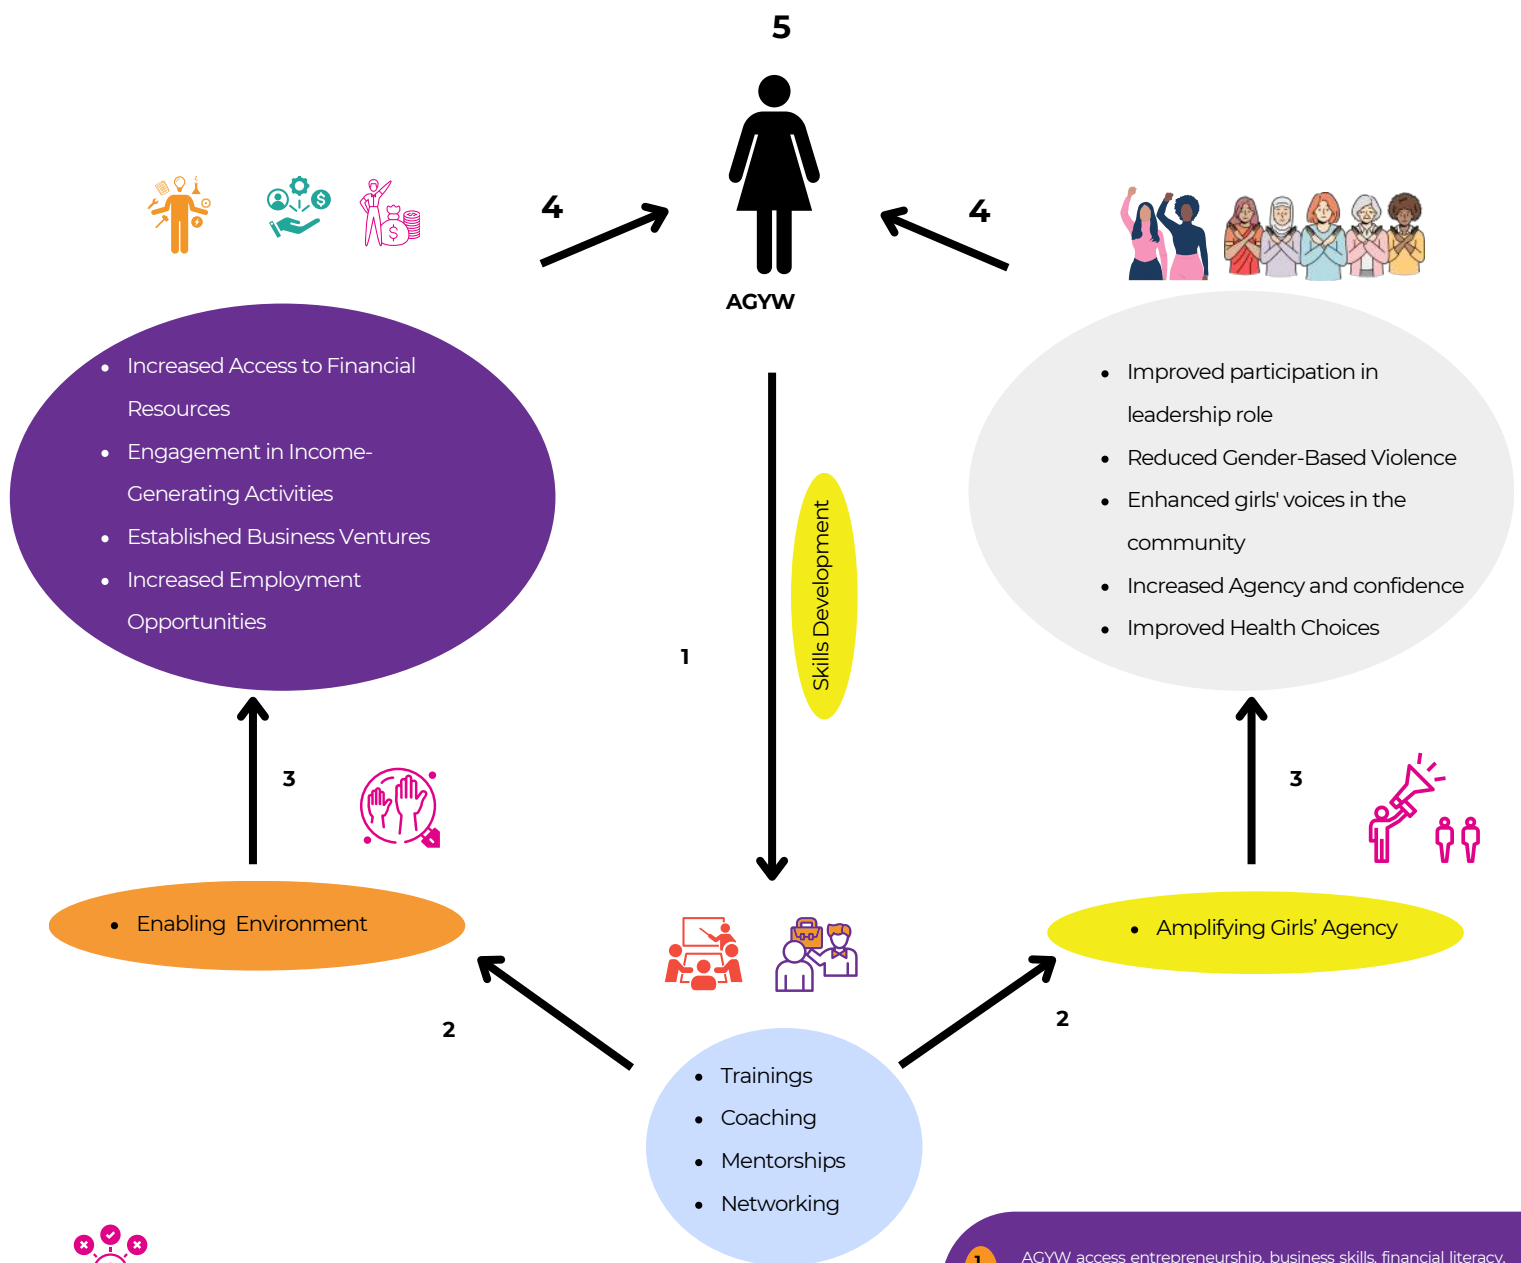 5
4
4
AGYW
• Increased Access to Financial
Resources
• Engagement in Income-
Generating Activities
• Established Business Ventures
• Increased Employment
Opportunities
• Improved participation in
leadership role
• Reduced Gender-Based Violence
• Enhanced girls' voices in the
community
• Increased Agency and confidence
• Improved Health Choices
Skills Development
1
3
3
• Enabling Environment
• Amplifying Girls’ Agency
2
2
• Trainings
• Coaching
• Mentorships
• Networking
1 AGYW access entrepreneurship, business skills, financial literacy,